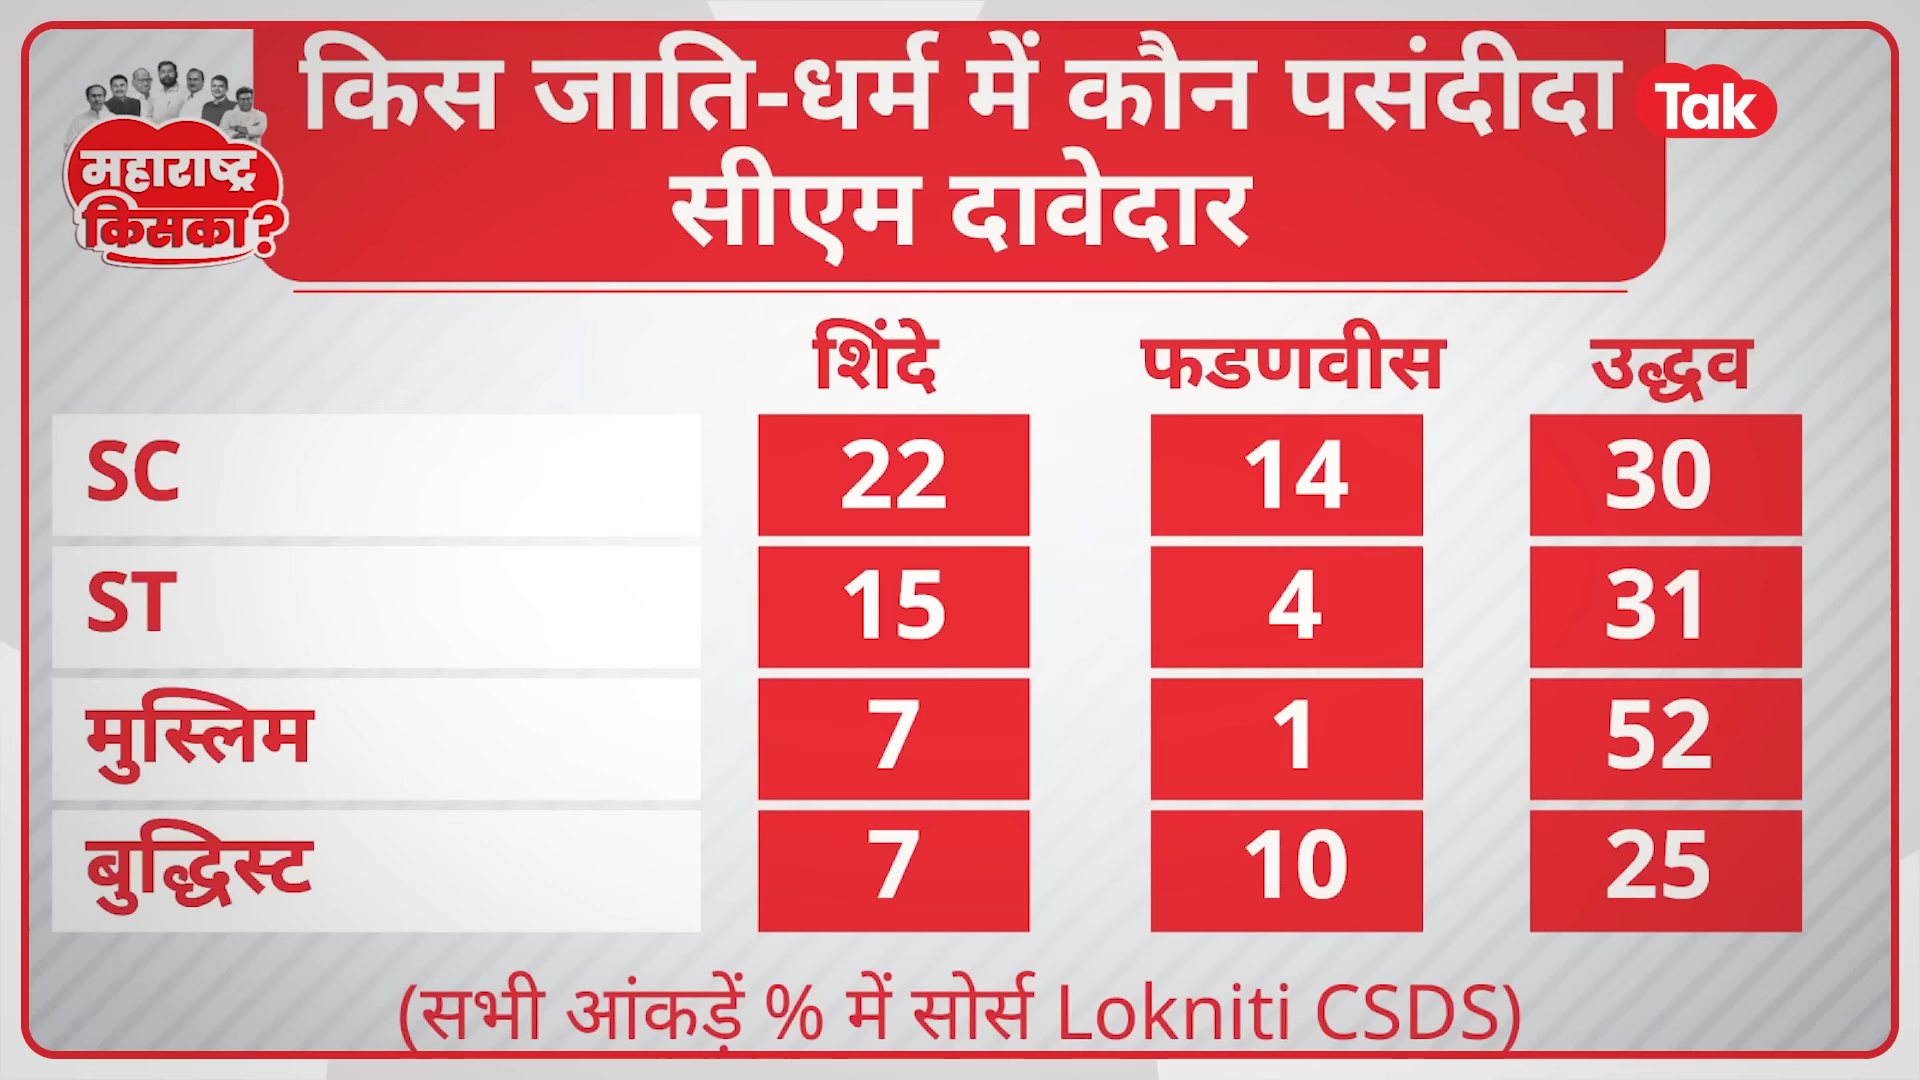 किस जाति-धर्म में कौन पसंदीदा
सीएम दावेदार
Tak
महाराष्ट्र
किसका?
शिंदे फडणवीस उद्धव
SC 22 14 30
ST 15 4 31
मुस्लिम 7 1 52
बुद्धिस्ट 7 10 25
(सभी आंकड़ें % में सोर्स Lokniti CSDS)